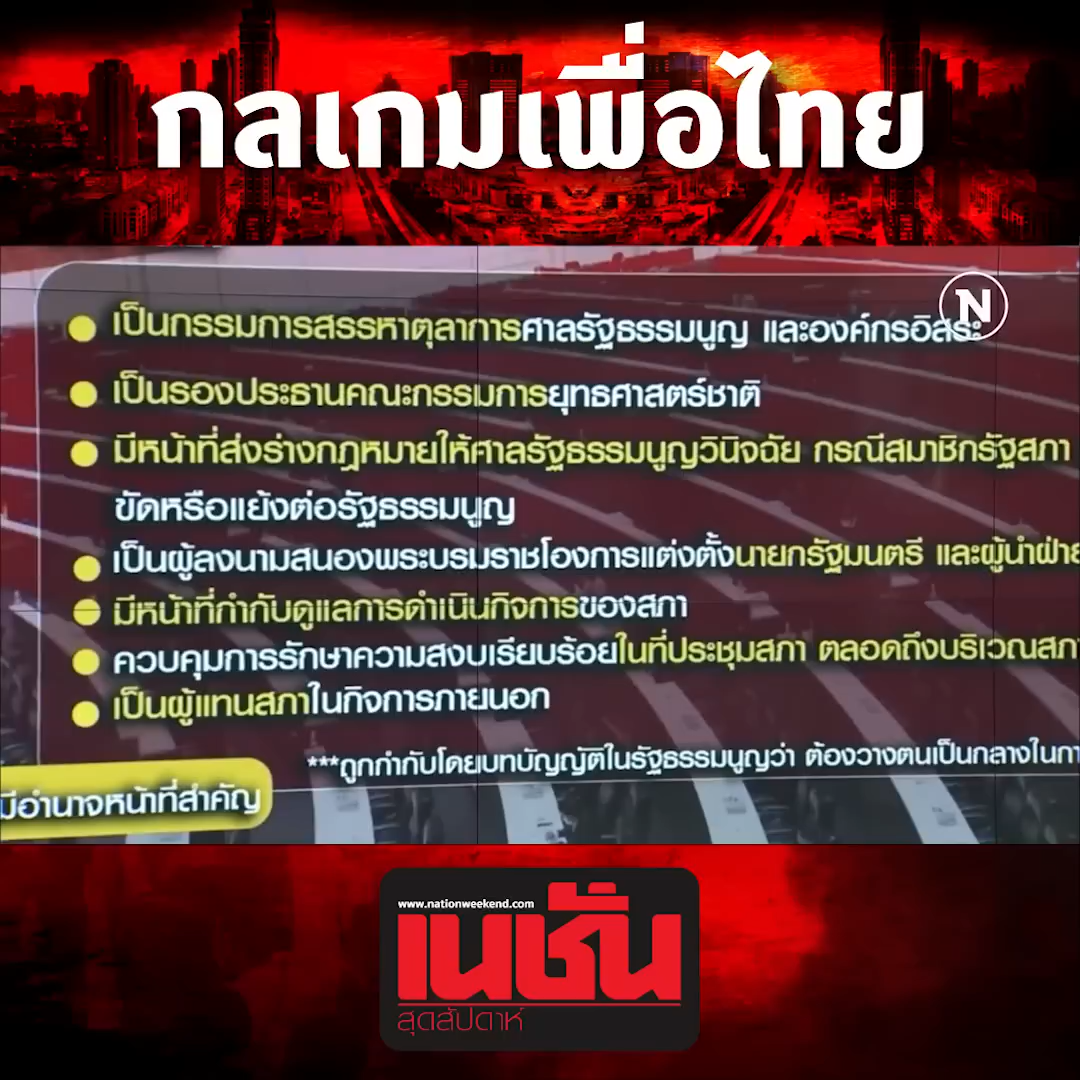 กลเกมเพื่อไทย
N
เป็นกรรมการสรรหาตุลาการศาลรัฐธรรมนูญ และองค์กรอิสระ
เป็นรองประธานคณะกรรมการยุทธศาสตร์ชาติ
มีหน้าที่ส่งร่างกฎหมายให้ศาลรัฐธรรมนูญวินิจฉัย กรณีสมาชิกรัฐสภา
ขัดหรือแย้งต่อรัฐธรรมนูญ
เป็นผู้ลงนามสนองพระบรมราชโองการแต่งตั้งนายกรัฐมนตรี และผู้นำฝ่าย
มีหน้าที่กำกับดูแลการดำเนินกิจการของสภา
ควบคุมการรักษาความสงบเรียบร้อยในที่ประชุมสภา ตลอดถึงบริเวณสภา
เป็นผู้แทนสภาในกิจการภายนอก
***ถูกกำกับโดยบทบัญญัติในรัฐธรรมนูญว่า ต้องวางตนเป็นกลางใน
มีอำนาจหน้าที่สำคัญ
www.nationweekend.com
เนชั่น
สุดสัปดาห์